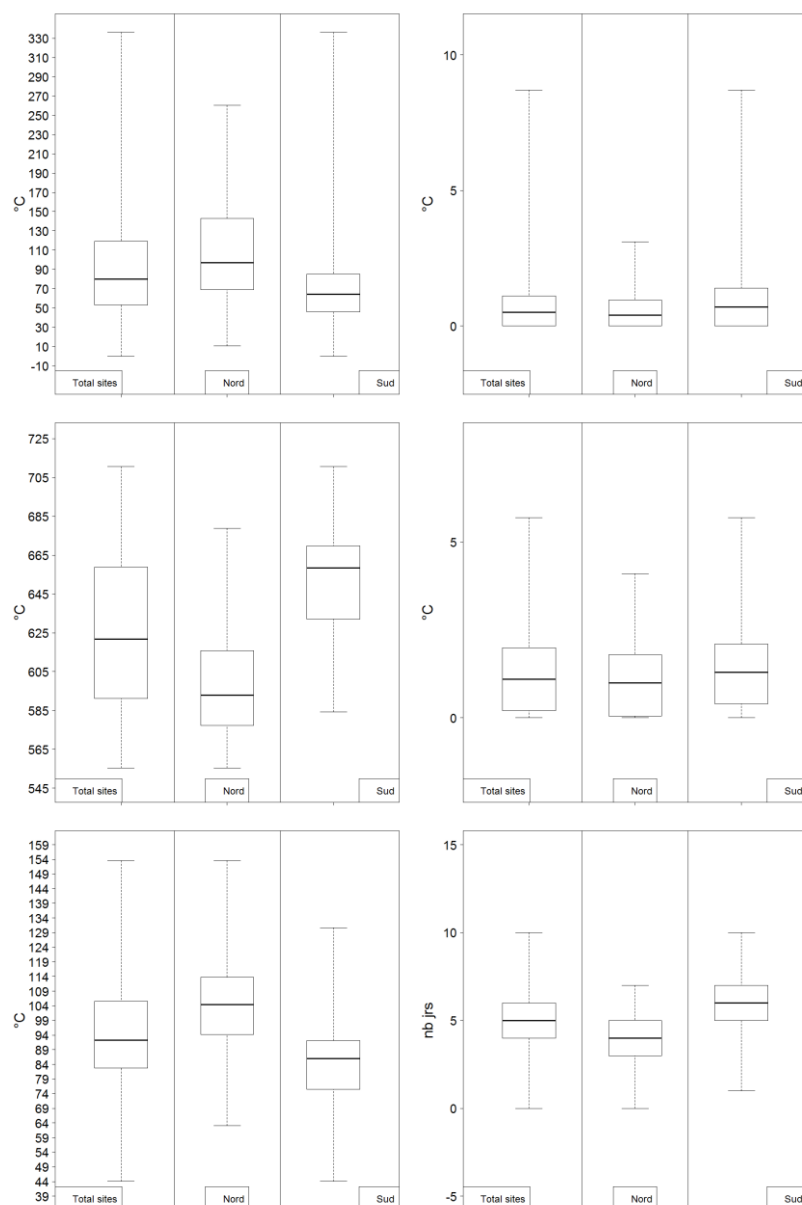 330
310
290
270
250
230
210
190
170
150
130
110
90
70
50
30
10
-10
°C
Total sites
Nord
Sud
10
5
0
°C
Total sites
Nord
Sud
725
705
685
665
645
625
605
585
565
545
°C
Total sites
Nord
Sud
5
0
°C
Total sites
Nord
Sud
159
154
149
144
139
134
129
124
119
114
109
104
99
94
89
84
79
74
69
64
59
54
49
44
39
°C
Total sites
Nord
Sud
15
10
5
0
-5
nb jrs
Total sites
Nord
Sud